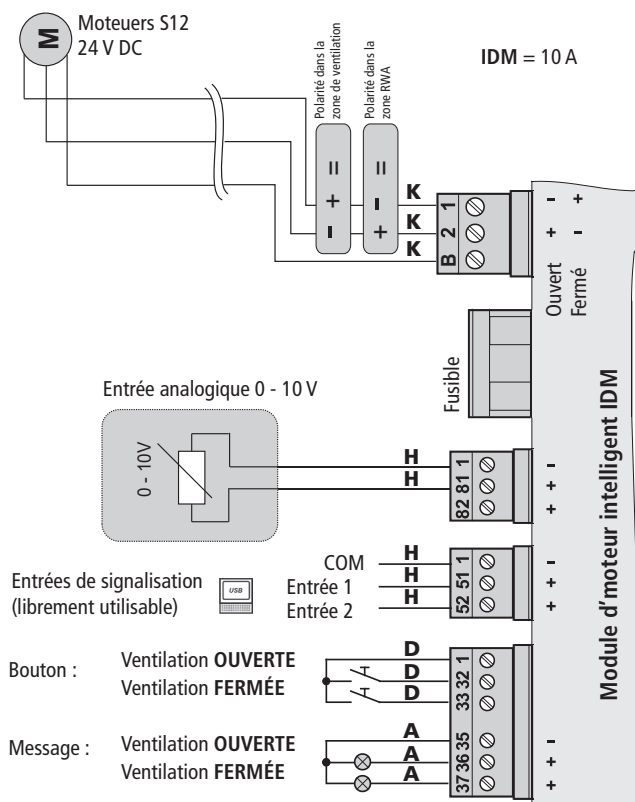 Moteuers S12
24 V DC
IDM = 10 A
Polarité dans la
zone de ventilation
Polarité dans la
zone RWA
M
- + =
+ - =
K
K
K
1
2
B
- +
+ -
Ouvert
Fermé
Fusible
Module d'moteur intelligent IDM
Entrée analogique 0 - 10 V
0 - 10V
H
H
1
81
82
-
+
+
Entrées de signalisation
(librement utilisable)
USB
COM
Entrée 1
Entrée 2
H
H
H
1
51
52
-
+
+
Bouton :
Ventilation OUVERTE
Ventilation FERMÉE
D
D
D
1
32
33
Message :
Ventilation OUVERTE
Ventilation FERMÉE
A
A
A
35
36
37
-
+
+